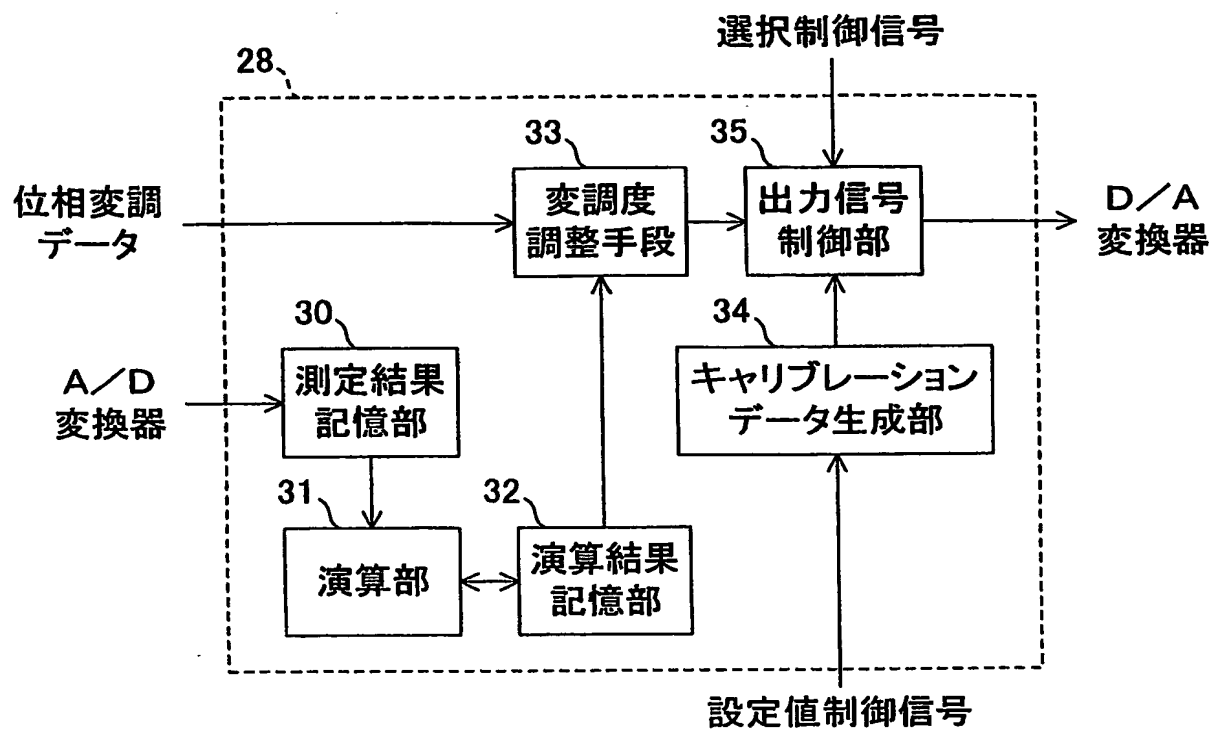 選択制御信号
28
33
35
位相変調
データ
変調度
調整手段
出力信号
制御部
D/A
変換器
30
34
A/D
変換器
測定結果
記憶部
キャリブレーション
データ生成部
31
32
演算部
演算結果
記憶部
設定値制御信号